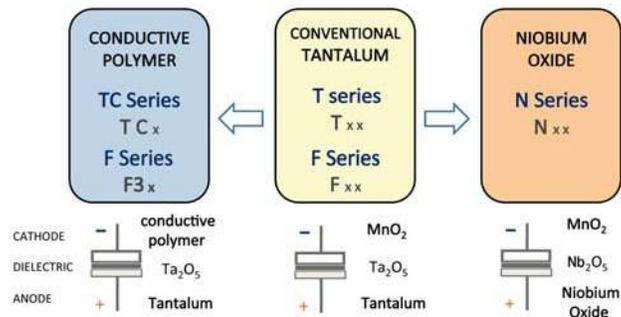 CONDUCTIVE
POLYMER
TC Series
T C x
F Series
F3 x
CONVENTIONAL
TANTALUM
T series
T xx
F Series
F xx
NIOBIUM
OXIDE
N Series
N xx
CATHODE
DIELECTRIC
ANODE
–
conductive
polymer
Ta₂O₅
+
Tantalum
–
MnO₂
Ta₂O₅
+
Tantalum
–
MnO₂
Nb₂O₅
+
Niobium
Oxide